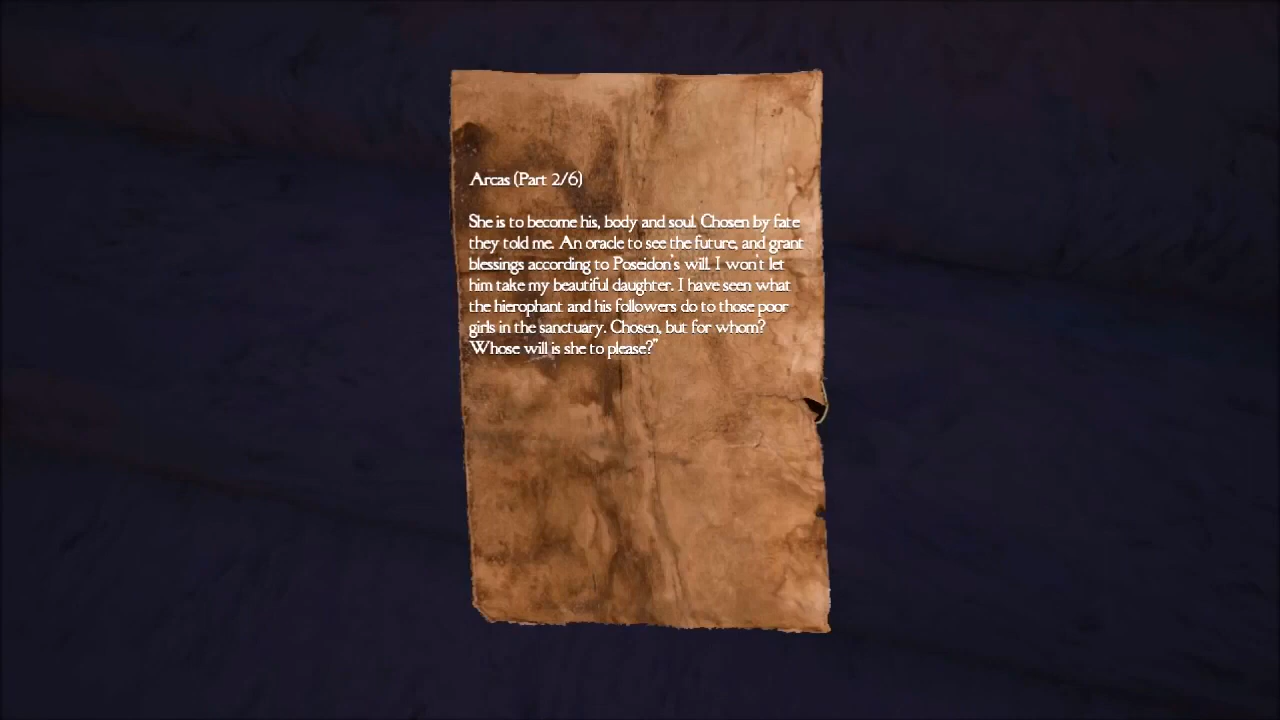 Arcas (Part 2/6)
She is to become his, body and soul. Chosen by fate
they told me. An oracle to see the future, and grant
blessings according to Poseidon's will. I won't let
him take my beautiful daughter. I have seen what
the hierophant and his followers do to those poor
girls in the sanctuary. Chosen, but for whom?
Whose will is she to please?"